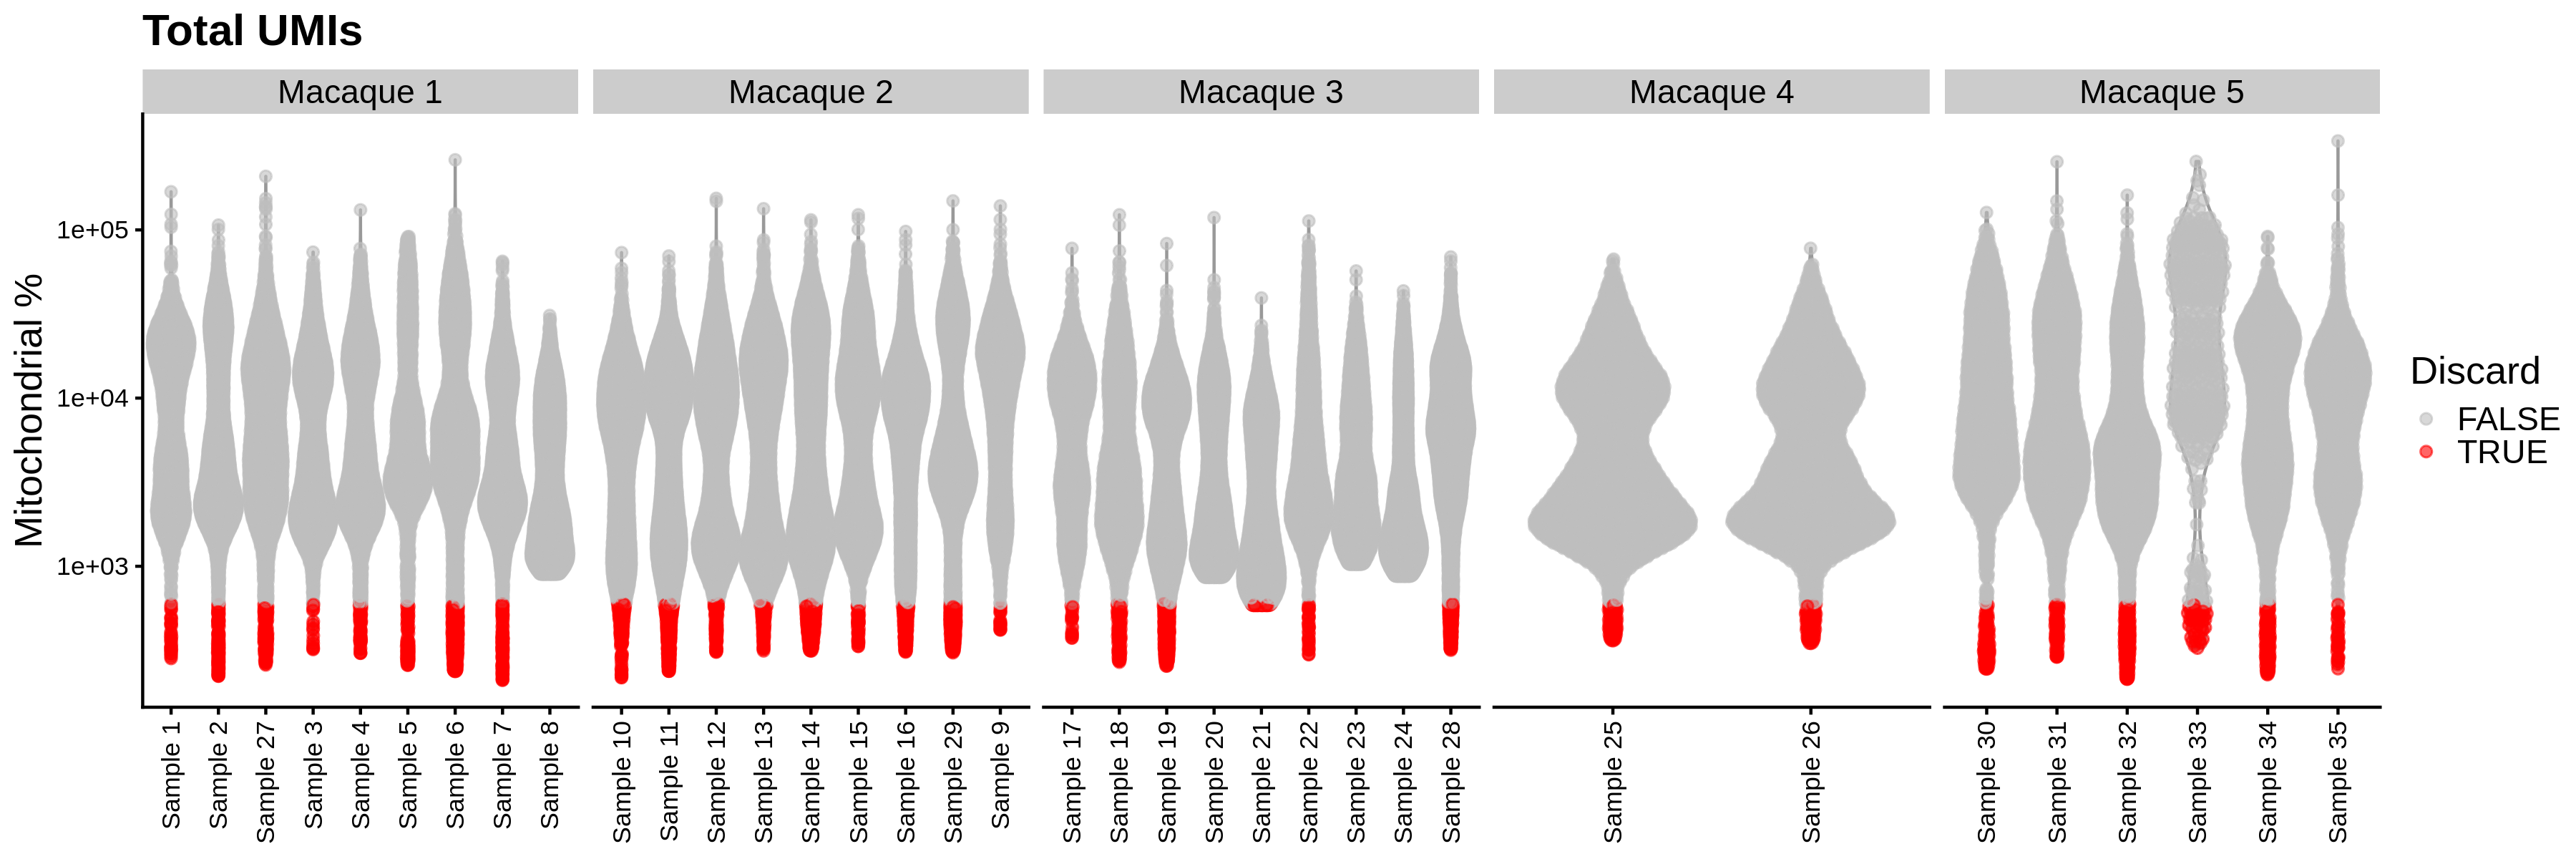 Total UMIs
Macaque 1
Macaque 2
Macaque 3
Macaque 4
Macaque 5
Mitochondrial %
1e+05
1e+04
1e+03
Sample 1
Sample 2
Sample 27
Sample 3
Sample 4
Sample 5
Sample 6
Sample 7
Sample 8
Sample 10
Sample 11
Sample 12
Sample 13
Sample 14
Sample 15
Sample 16
Sample 29
Sample 9
Sample 17
Sample 18
Sample 19
Sample 20
Sample 21
Sample 22
Sample 23
Sample 24
Sample 28
Sample 25
Sample 26
Sample 30
Sample 31
Sample 32
Sample 33
Sample 34
Sample 35
Discard
FALSE
TRUE